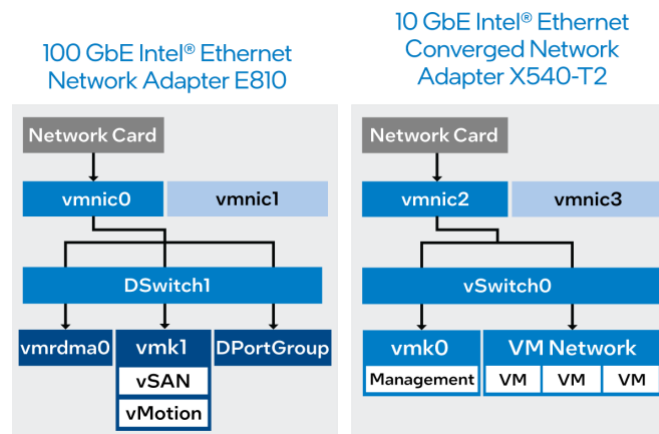 100 GbE Intel® Ethernet
Network Adapter E810
Network Card
vmnic0
vmnic1
DSwitch1
vmrdma0
vmk1
DPortGroup
vSAN
vMotion
10 GbE Intel® Ethernet
Converged Network
Adapter X540-T2
Network Card
vmnic2
vmnic3
vSwitch0
vmk0
VM Network
Management
VM
VM
VM